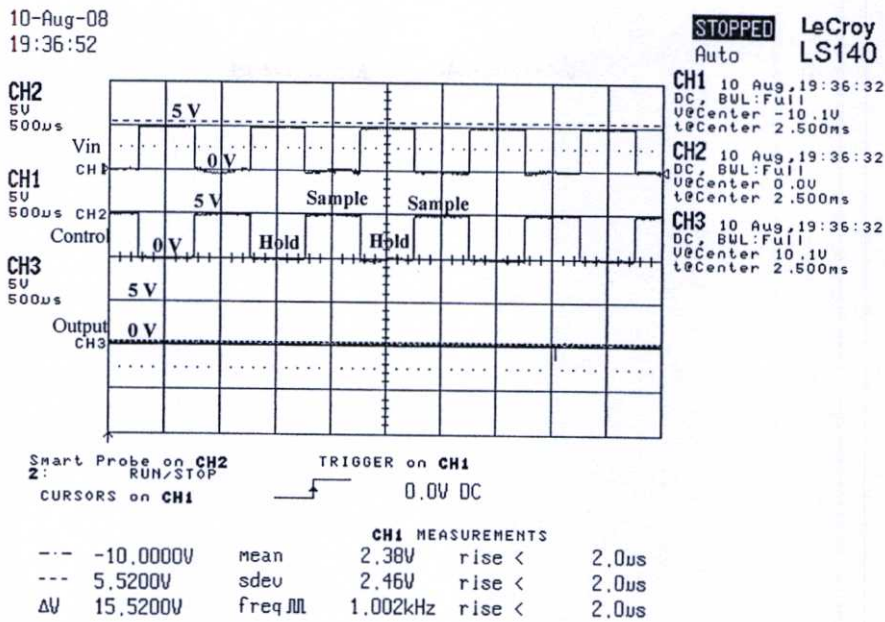 10-Aug-08
19:36:52
STOPPED LeCroy
Auto LS140
CH2
5V
500µs
5 V
Vin
CH1
0 V
CH1
5V
500µs
CH2
5 V
Sample
Sample
Control
0 V
Hold
Hold
CH3
5V
500µs
5 V
Output
0 V
CH3
CH1 10 Aug,19:36:32
DC, BWL:Full
V@Center -10.1V
t@Center 2.500ms
CH2 10 Aug,19:36:32
DC, BWL:Full
V@Center 0.0V
t@Center 2.500ms
CH3 10 Aug,19:36:32
DC, BWL:Full
V@Center 10.1V
t@Center 2.500ms
Smart Probe on CH2 TRIGGER on CH1
2: RUN/STOP
CURSORS on CH1 0.0V DC
CH1 MEASUREMENTS
-·- -10.0000V mean 2.38V rise < 2.0µs
--- 5.5200V sdev 2.46V rise < 2.0µs
ΔV 15.5200V freq 1.002kHz rise < 2.0µs